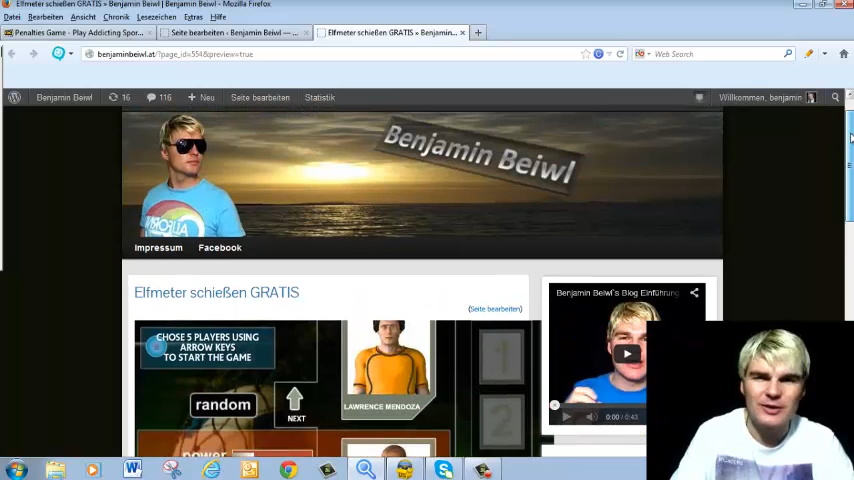 Elfmeter schießen GRATIS » Benjamin Beiwl | Benjamin Beiwl - Mozilla Firefox
Datei Bearbeiten Ansicht Chronik Lesezeichen Extras Hilfe
Penalties Game - Play Addicting Spor... Seite bearbeiten ‹ Benjamin Beiwl — ... Elfmeter schießen GRATIS » Benjamin...
benjaminbeiwl.at/?page_id=554&preview=true Web Search
Benjamin Beiwl 16 116 + Neu Seite bearbeiten Statistik Willkommen, benjamin
Benjamin Beiwl
Impressum Facebook
Elfmeter schießen GRATIS
(Seite bearbeiten)
Benjamin Beiwl`s Blog Einführung
CHOSE 5 PLAYERS USING
ARROW KEYS
TO START THE GAME
random
NEXT
LAWRENCE MENDOZA
1
2
power
0:00 / 0:43